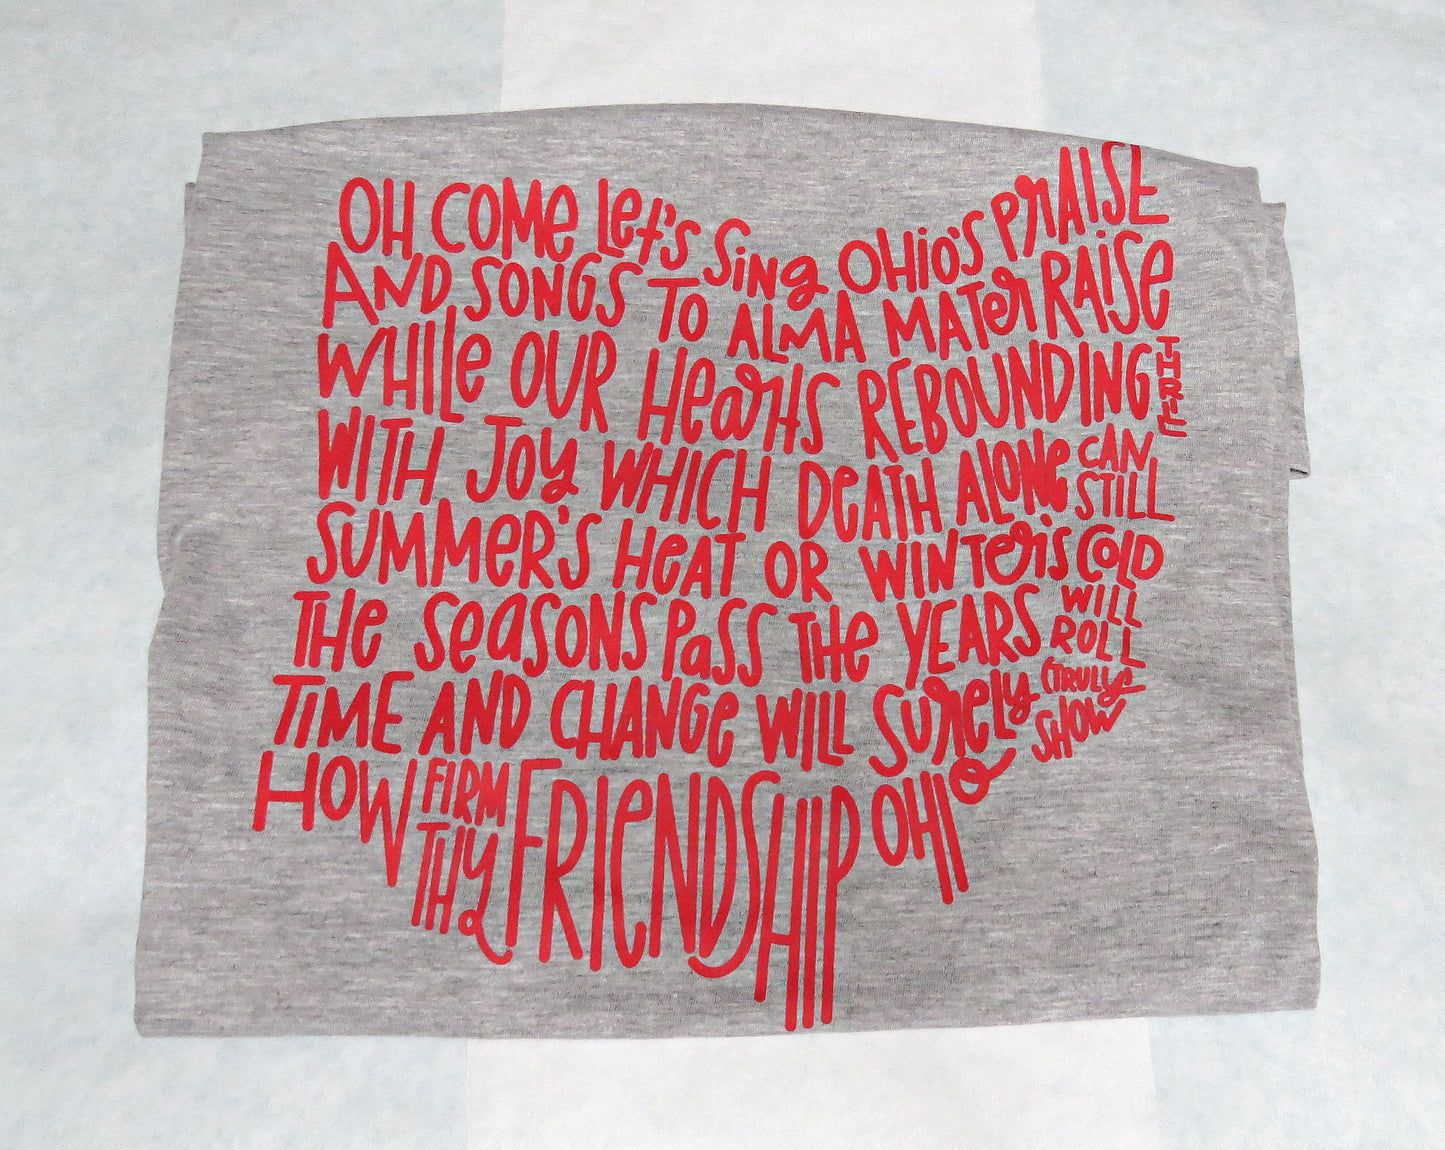 OH COME Let's Sing OHio's PRAISE
AND SONGS TO ALMA MATer RAISe
WHile OUR HeartS REBOUNDING THRIL
WITH JOy WHICH DEATH ALONe CAN STILL
SUMMer'S HeAT OR WINTer'S COLD
THe SeaSONS PaSS THe YEARS WILL ROLL
TIME AND CHANGe WILL SUrely (TRULy) SHOW
HOW FIRM THy FRIeNDSHIP OHIO